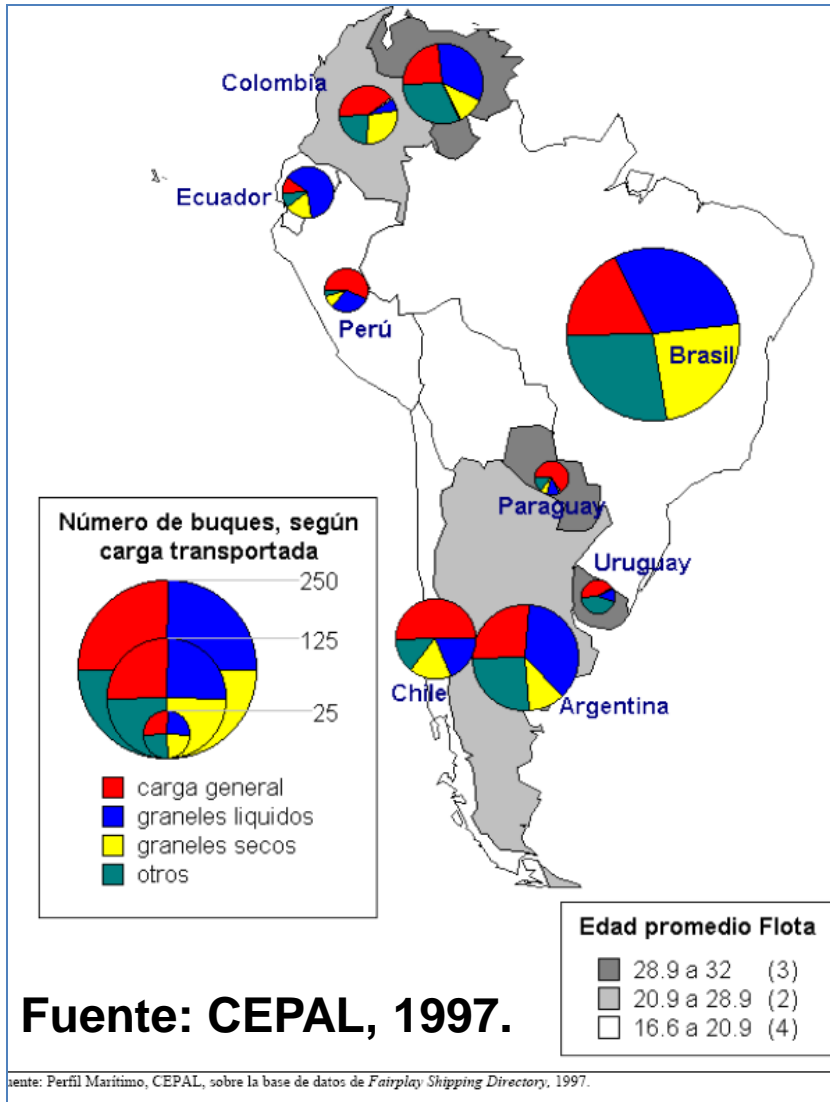 Colombia
Ecuador
Perú
Brasil
Paraguay
Uruguay
Chile
Argentina
Número de buques, según
carga transportada
250
125
25
carga general
graneles liquidos
graneles secos
otros
Edad promedio Flota
28.9 a 32 (3)
20.9 a 28.9 (2)
16.6 a 20.9 (4)
Fuente: CEPAL, 1997.
uente: Perfil Marítimo, CEPAL, sobre la base de datos de Fairplay Shipping Directory, 1997.